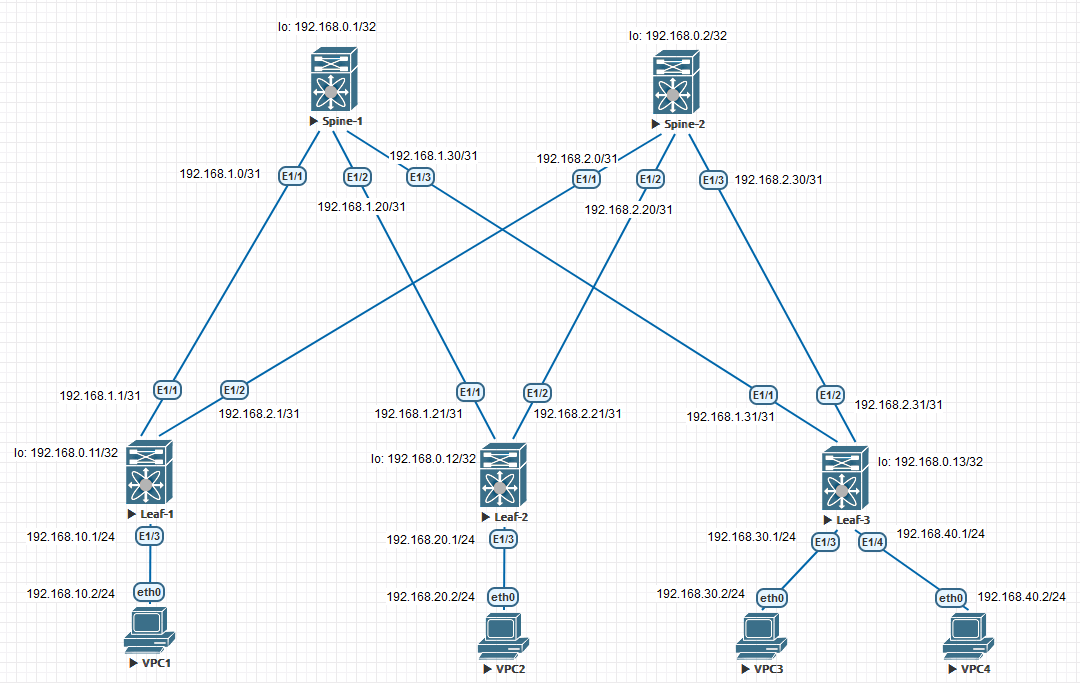 lo: 192.168.0.1/32
lo: 192.168.0.2/32
Spine-1
Spine-2
192.168.1.30/31
192.168.2.0/31
192.168.1.0/31
E1/1
E1/2
E1/3
E1/1
E1/2
E1/3
192.168.2.30/31
192.168.1.20/31
192.168.2.20/31
192.168.1.1/31
E1/1
E1/2
E1/1
E1/2
E1/1
E1/2
192.168.2.31/31
192.168.2.1/31
192.168.1.21/31
192.168.2.21/31
192.168.1.31/31
lo: 192.168.0.11/32
lo: 192.168.0.12/32
lo: 192.168.0.13/32
Leaf-1
Leaf-2
Leaf-3
192.168.10.1/24
E1/3
192.168.20.1/24
E1/3
192.168.30.1/24
E1/3
E1/4
192.168.40.1/24
192.168.10.2/24
eth0
192.168.20.2/24
eth0
192.168.30.2/24
eth0
eth0
192.168.40.2/24
VPC1
VPC2
VPC3
VPC4